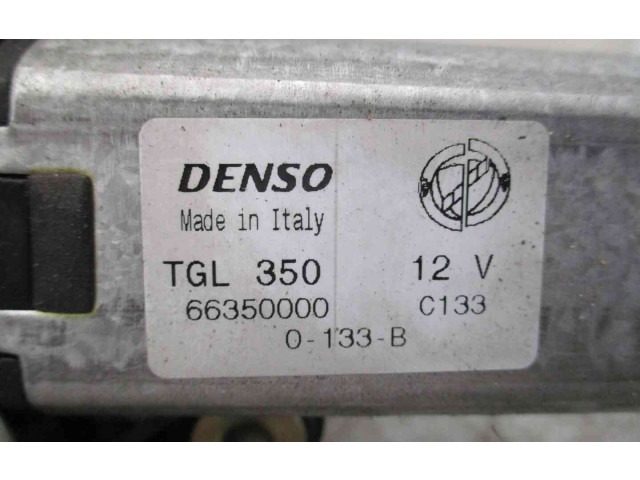 DENSO
Made in Italy
TGL 350 12 V
66350000 C133
0-133-B